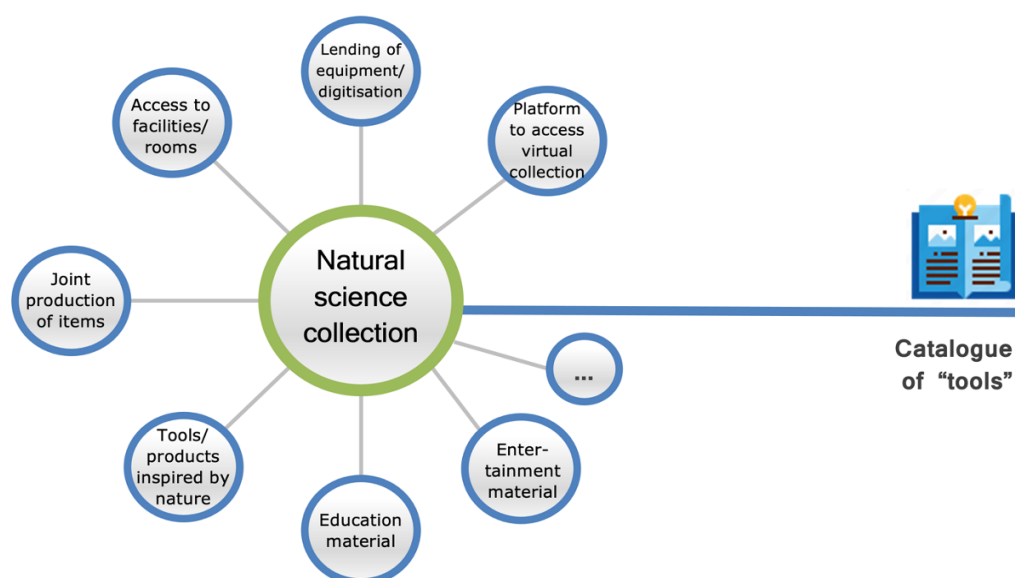 Lending of
equipment/
digitisation
Platform
to access
virtual
collection
Access to
facilities/
rooms
Natural
science
collection
Joint
production
of items
...
Catalogue
of “tools”
Tools/
products
inspired by
nature
Enter-
tainment
material
Education
material